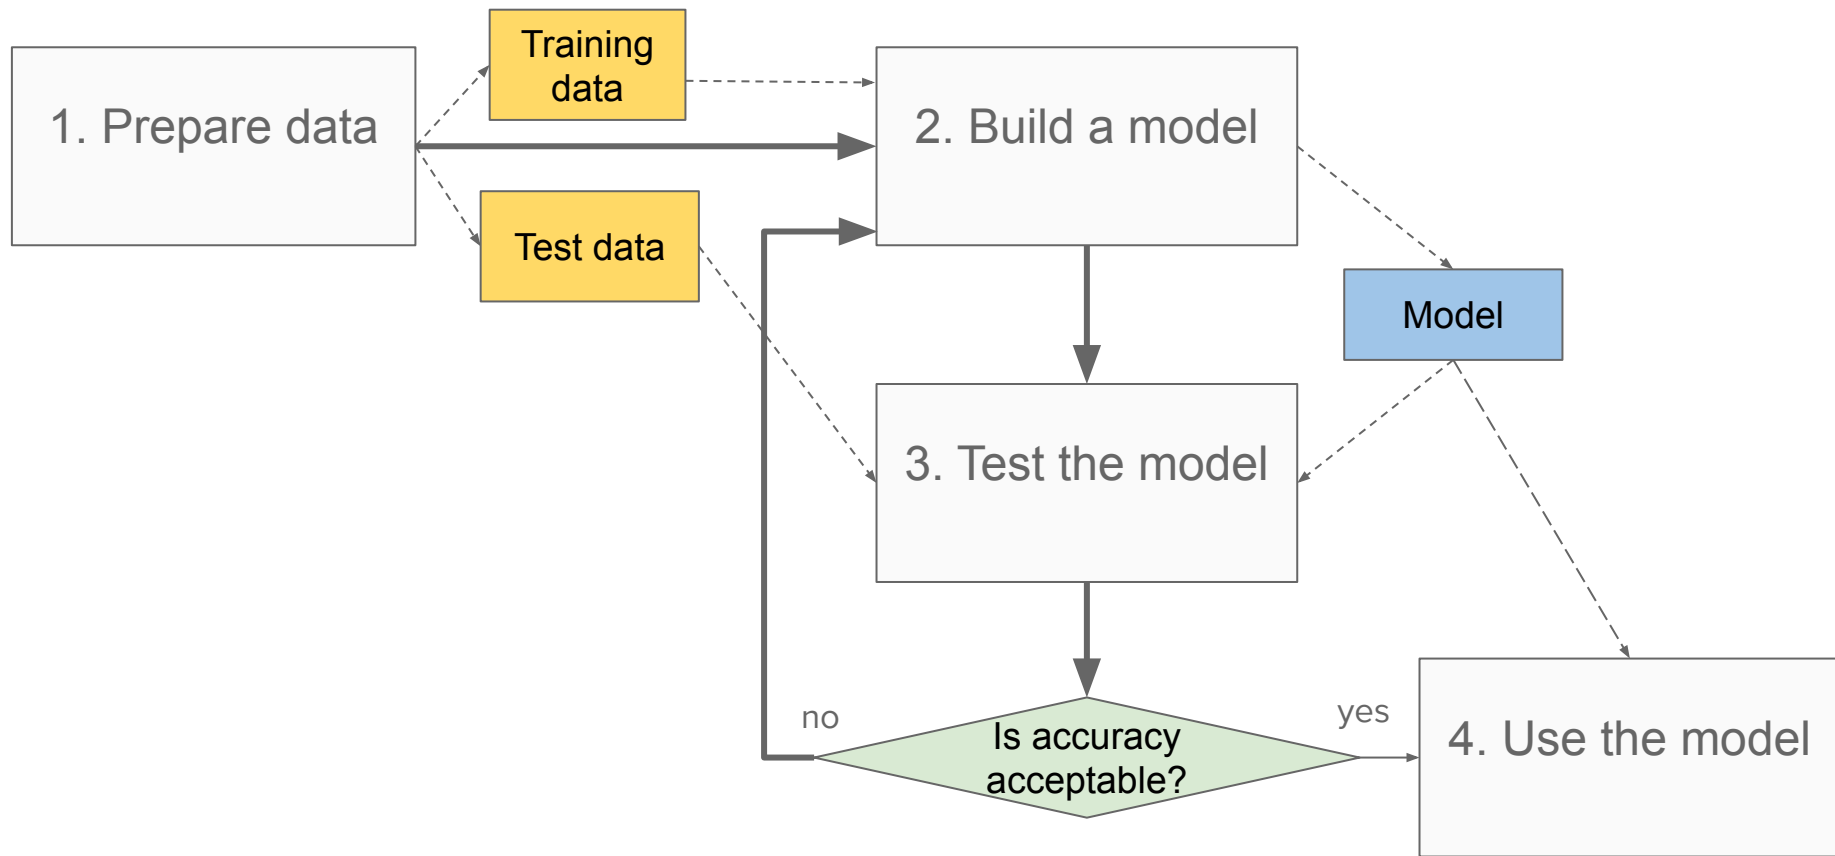 1. Prepare data
Training
data
2. Build a model
Test data
Model
3. Test the model
no
Is accuracy
acceptable?
yes
4. Use the model